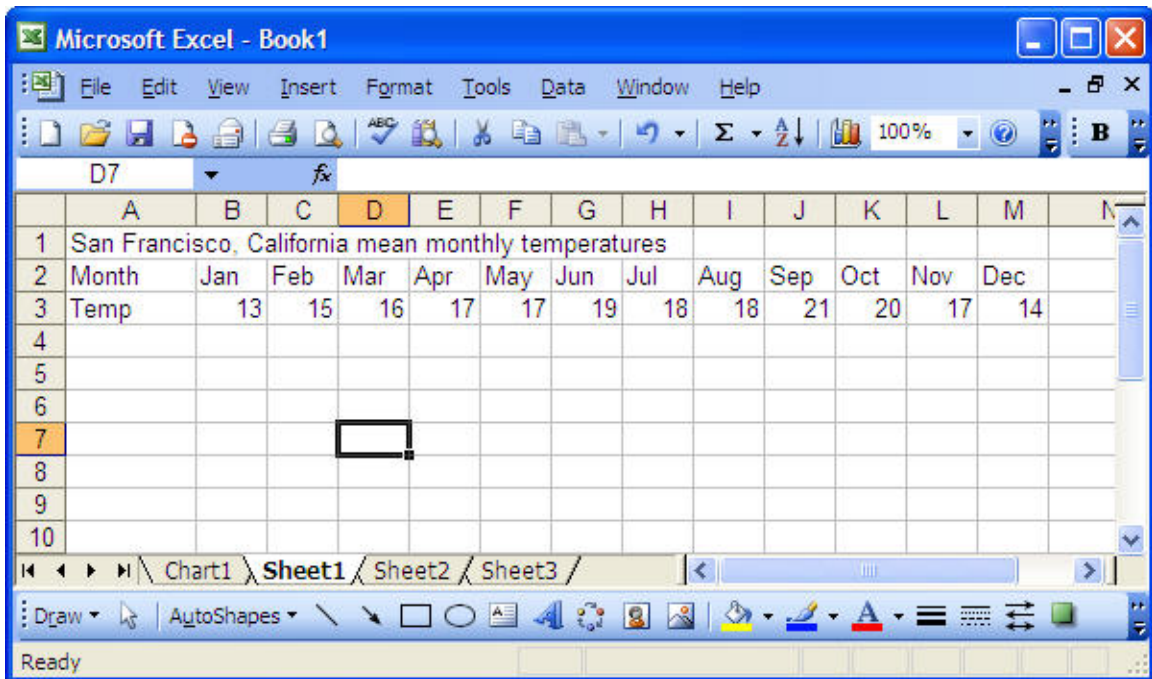 Microsoft Excel - Book1
File Edit View Insert Format Tools Data Window Help
ABC Σ A Z 100% B
D7 fx
A B C D E F G H I J K L M N
1 San Francisco, California mean monthly temperatures
2 Month Jan Feb Mar Apr May Jun Jul Aug Sep Oct Nov Dec
3 Temp 13 15 16 17 17 19 18 18 21 20 17 14
4
5
6
7
8
9
10
Chart1 Sheet1 Sheet2 Sheet3
Draw AutoShapes A A A
Ready